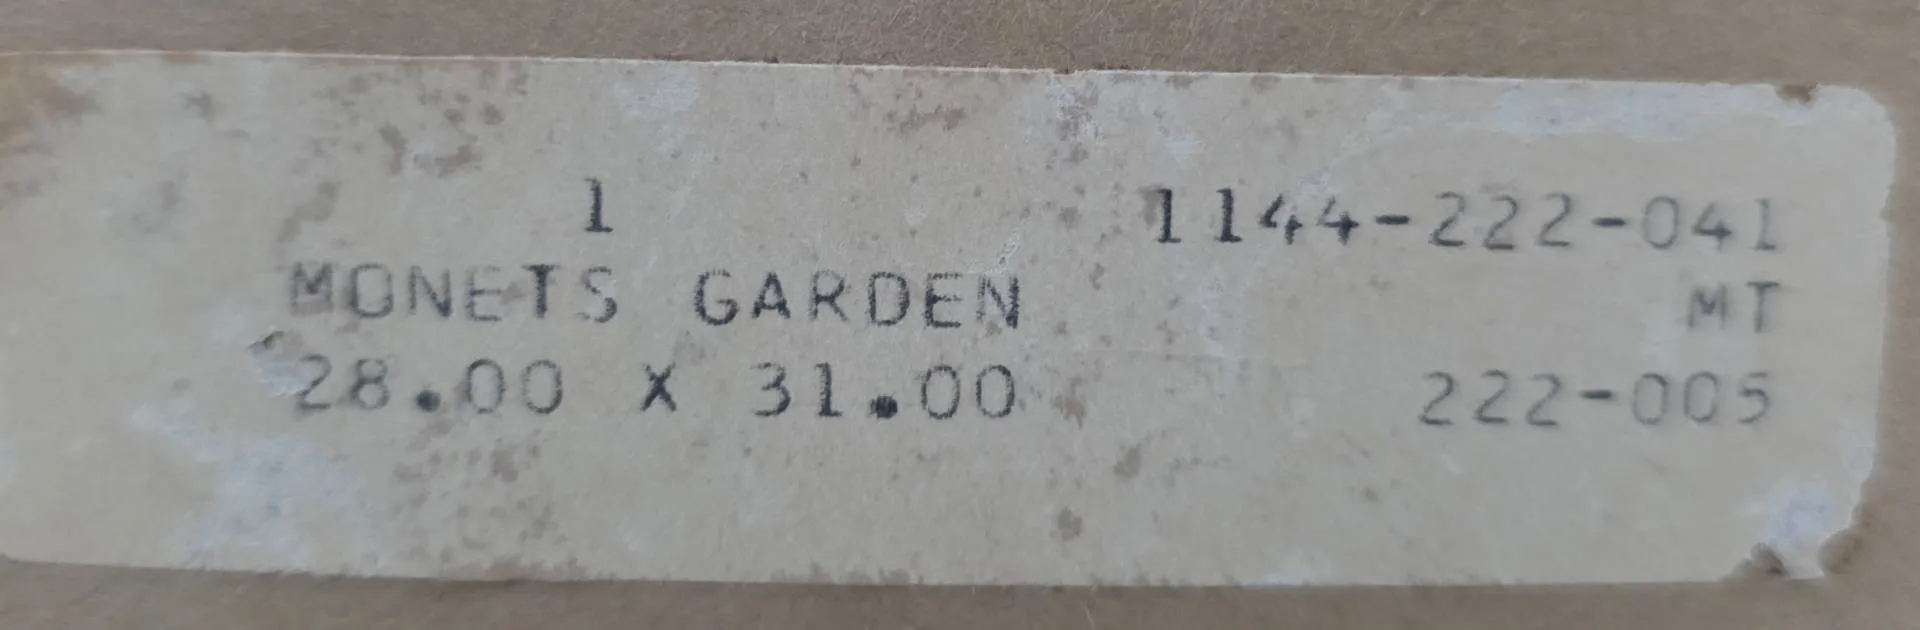 1 1144-222-041
MONETS GARDEN MT
28.00 X 31.00 222-005